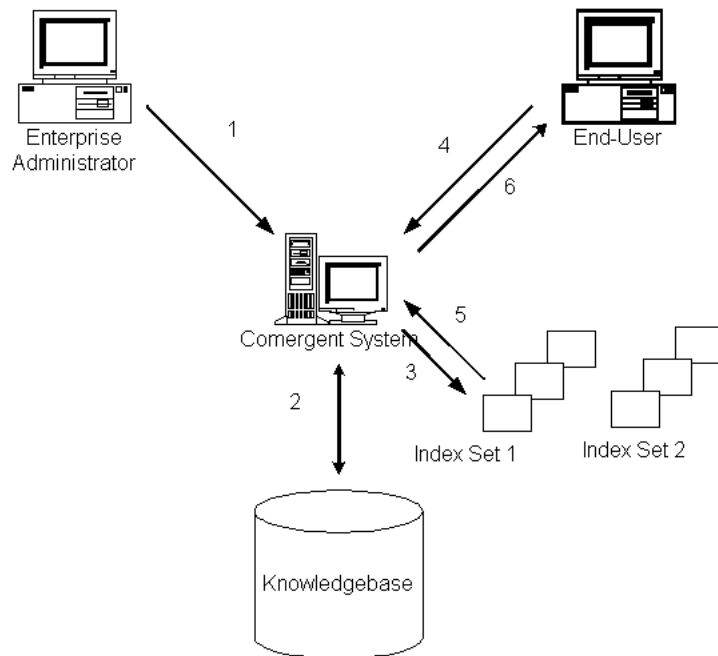 Enterprise
Administrator
End-User
1
4
6
Comergent System
5
3
2
Index Set 1
Index Set 2
Knowledgebase